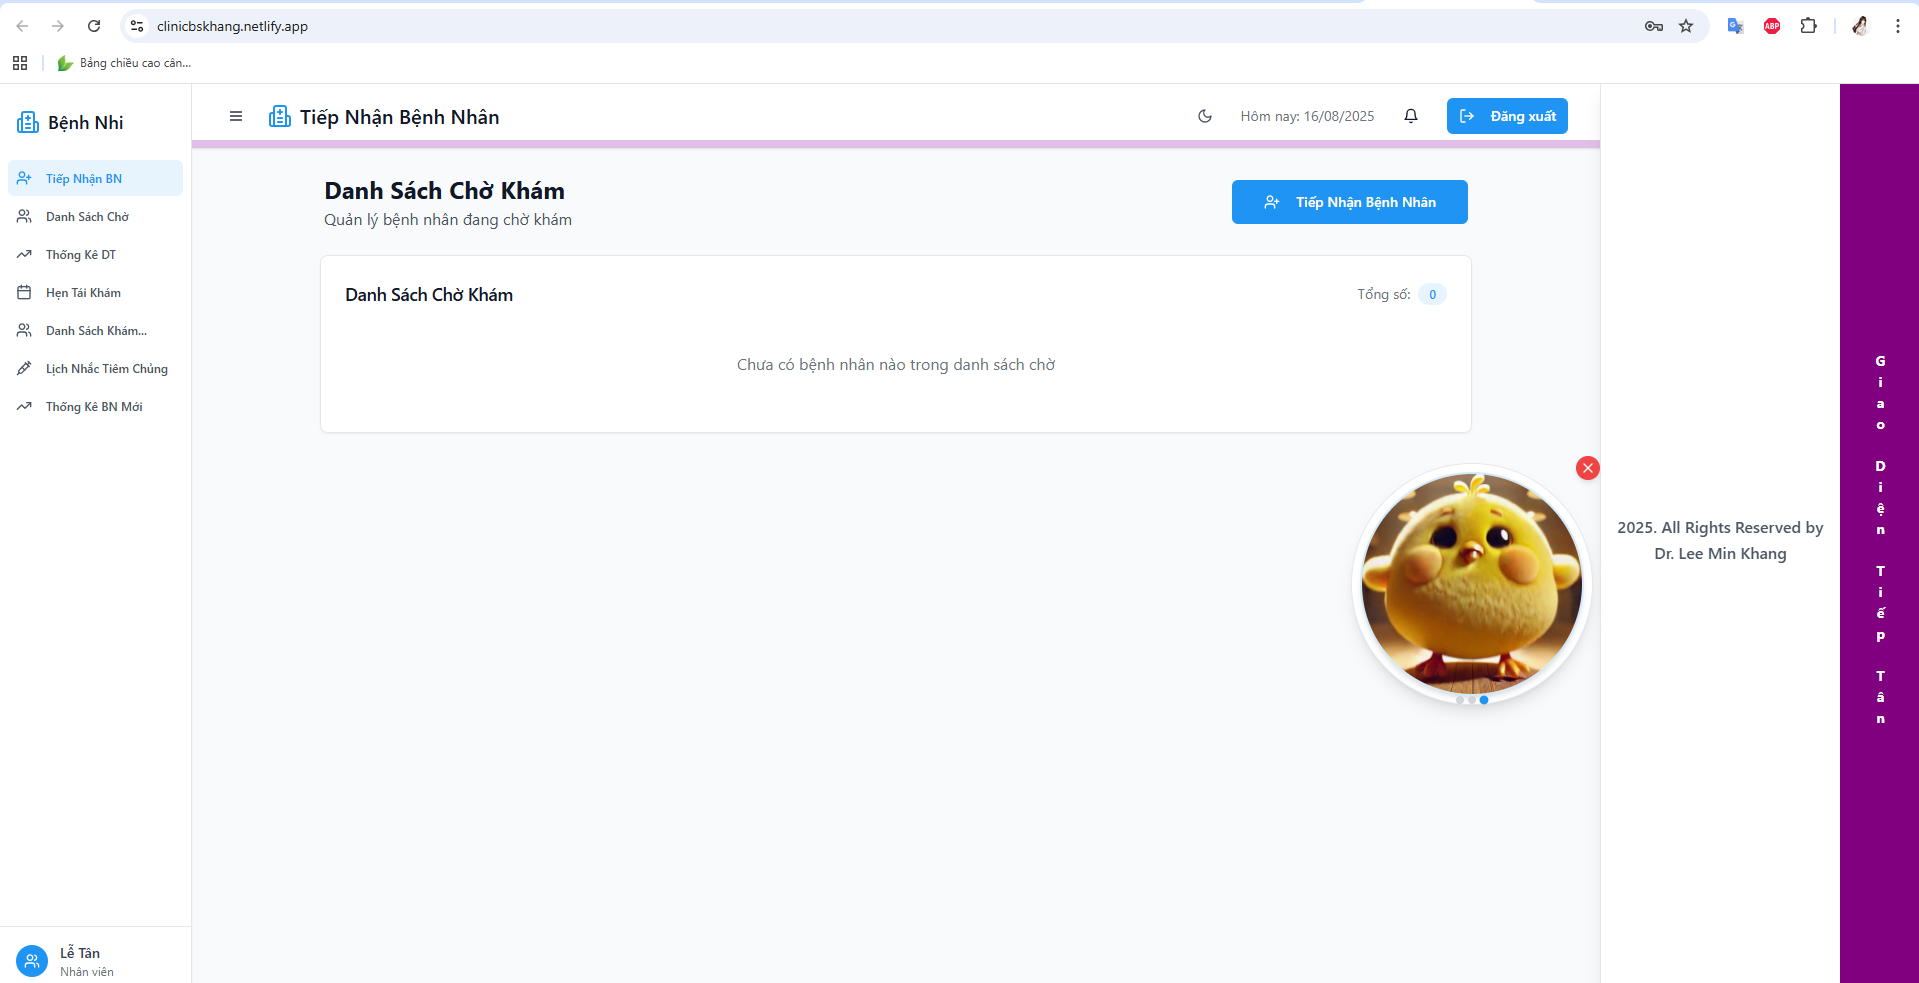 clinicbskhang.netlify.app
ABP
Bảng chiều cao cân...
Bệnh Nhi
Tiếp Nhận BN
Danh Sách Chờ
Thống Kê DT
Hẹn Tái Khám
Danh Sách Khám...
Lịch Nhắc Tiêm Chủng
Thống Kê BN Mới
Lễ Tân
Nhân viên
Tiếp Nhận Bệnh Nhân
Hôm nay: 16/08/2025
Đăng xuất
Danh Sách Chờ Khám
Quản lý bệnh nhân đang chờ khám
Tiếp Nhận Bệnh Nhân
Danh Sách Chờ Khám
Tổng số: 0
Chưa có bệnh nhân nào trong danh sách chờ
2025. All Rights Reserved by
Dr. Lee Min Khang
Giao Diện Tiếp Tân